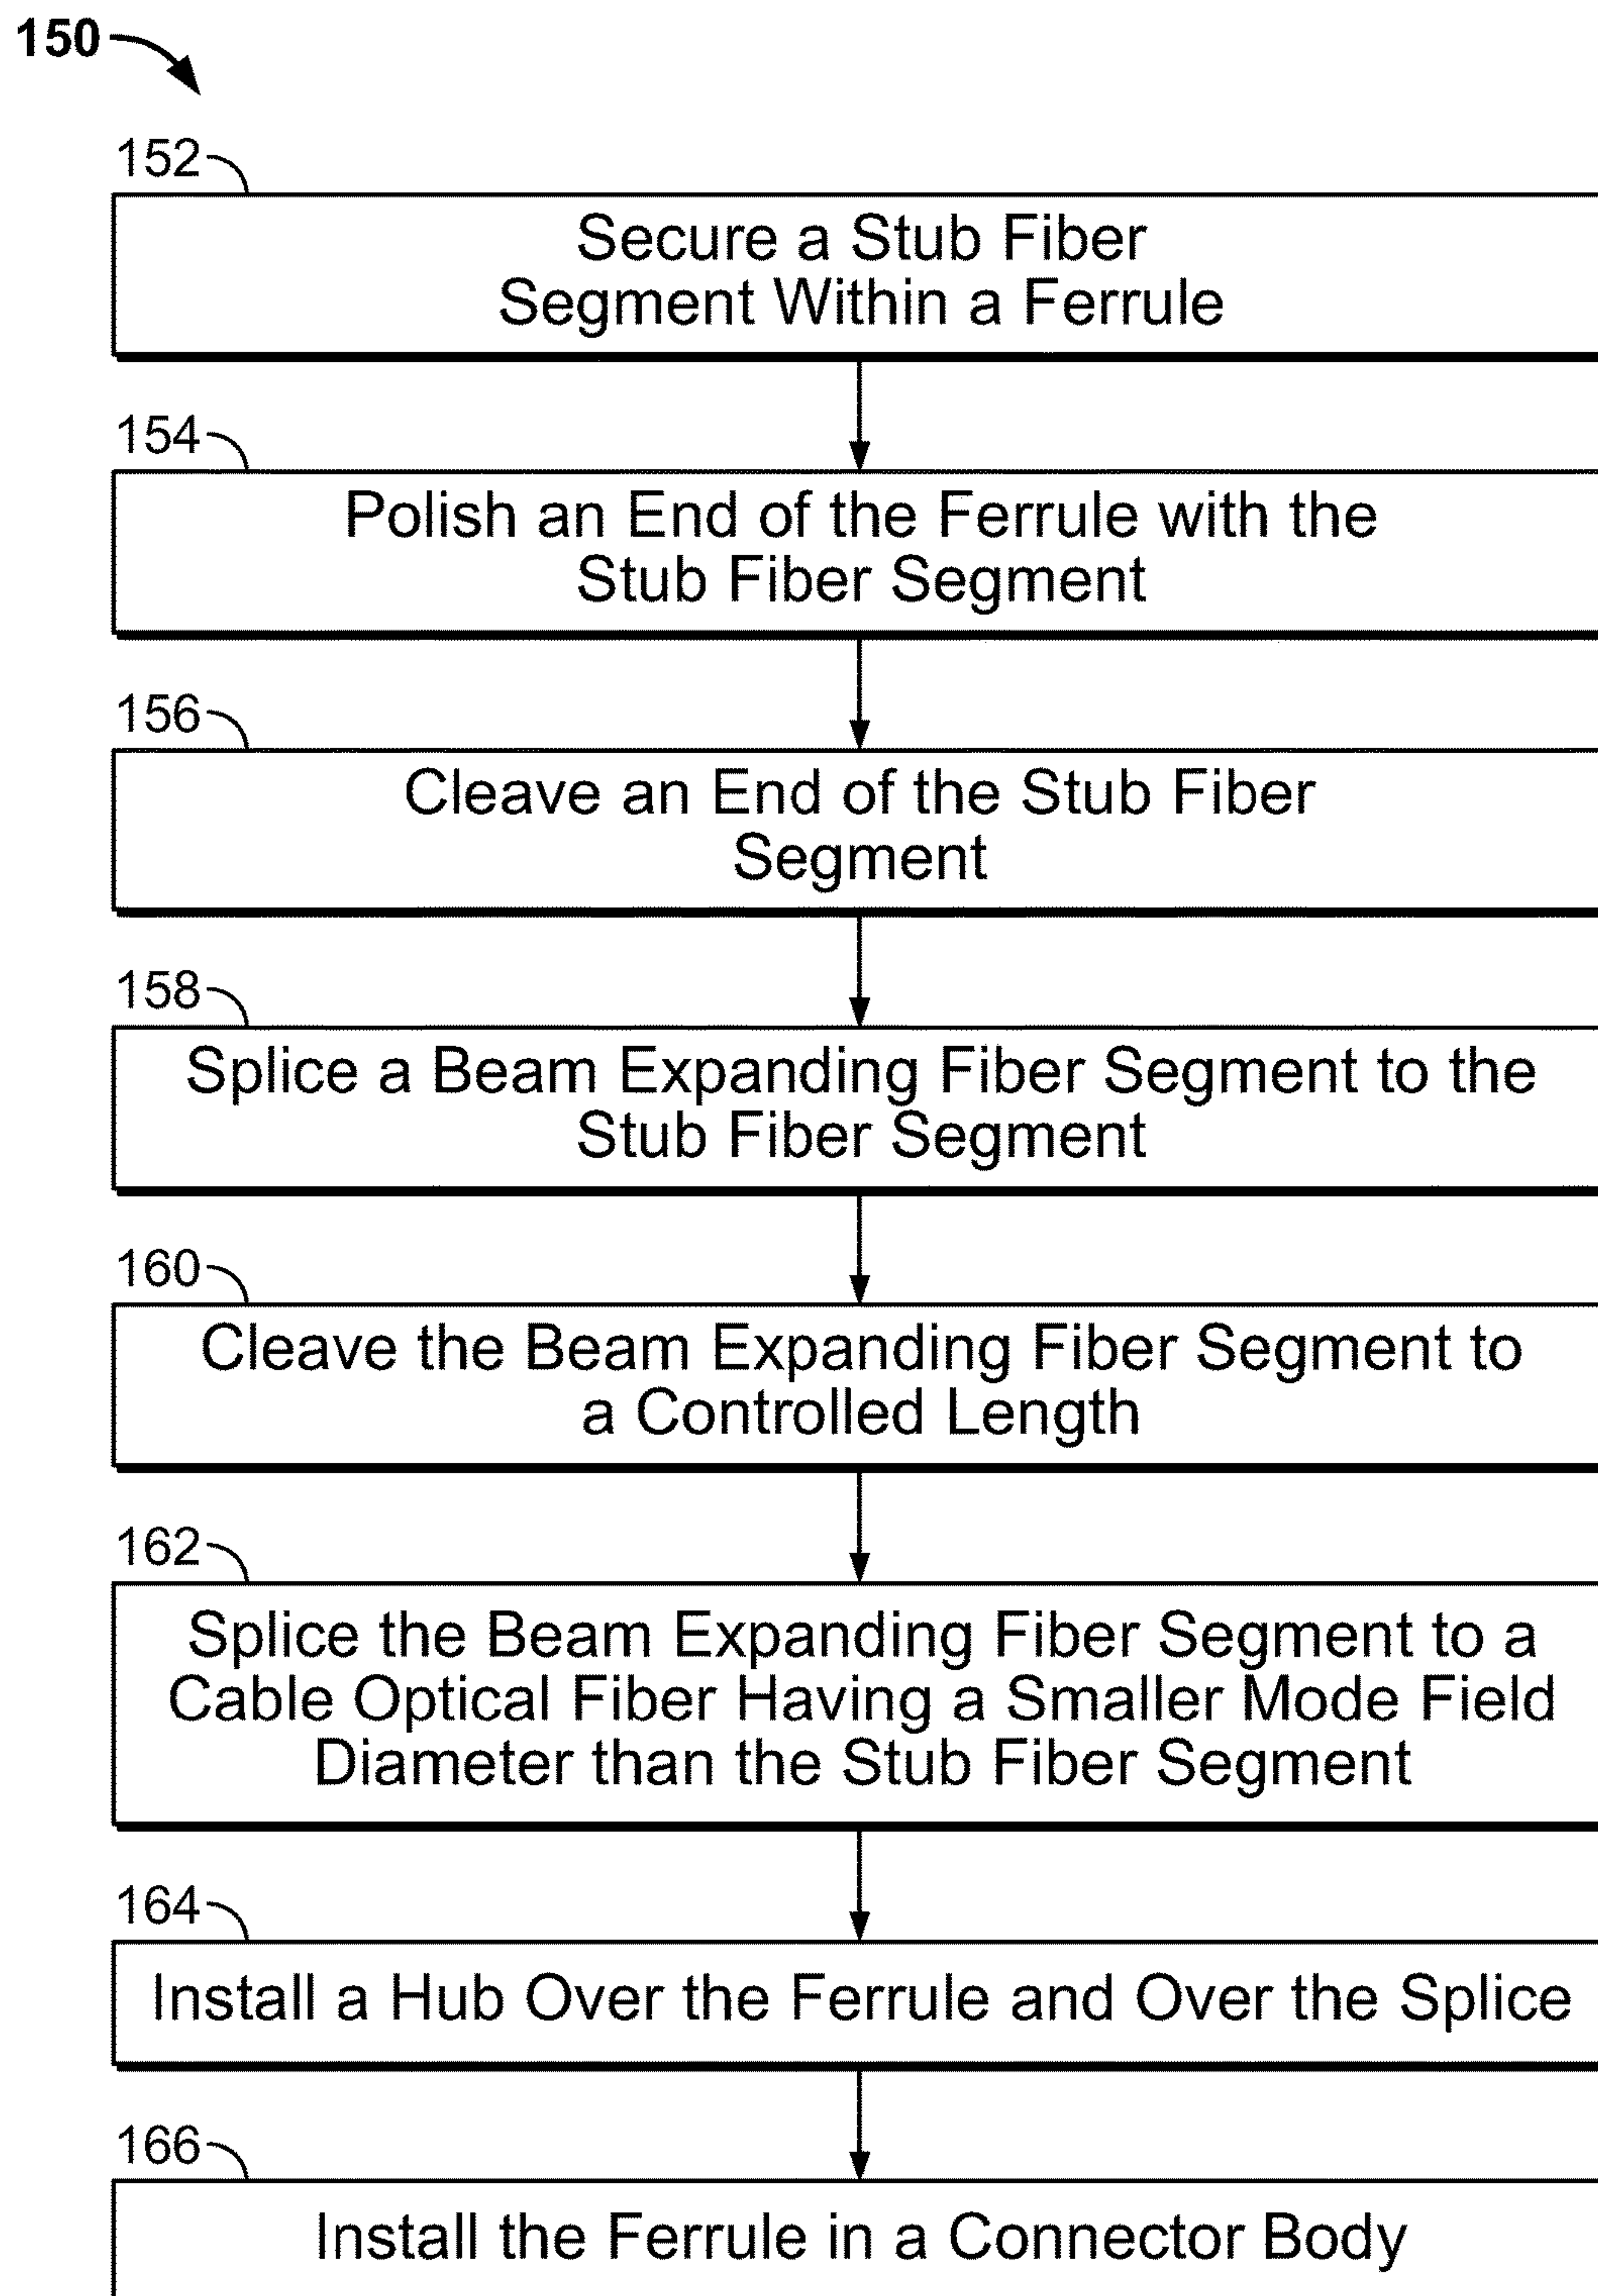 150
152
Secure a Stub Fiber
Segment Within a Ferrule
154
Polish an End of the Ferrule with the
Stub Fiber Segment
156
Cleave an End of the Stub Fiber
Segment
158
Splice a Beam Expanding Fiber Segment to the
Stub Fiber Segment
160
Cleave the Beam Expanding Fiber Segment to
a Controlled Length
162
Splice the Beam Expanding Fiber Segment to a
Cable Optical Fiber Having a Smaller Mode Field
Diameter than the Stub Fiber Segment
164
Install a Hub Over the Ferrule and Over the Splice
166
Install the Ferrule in a Connector Body